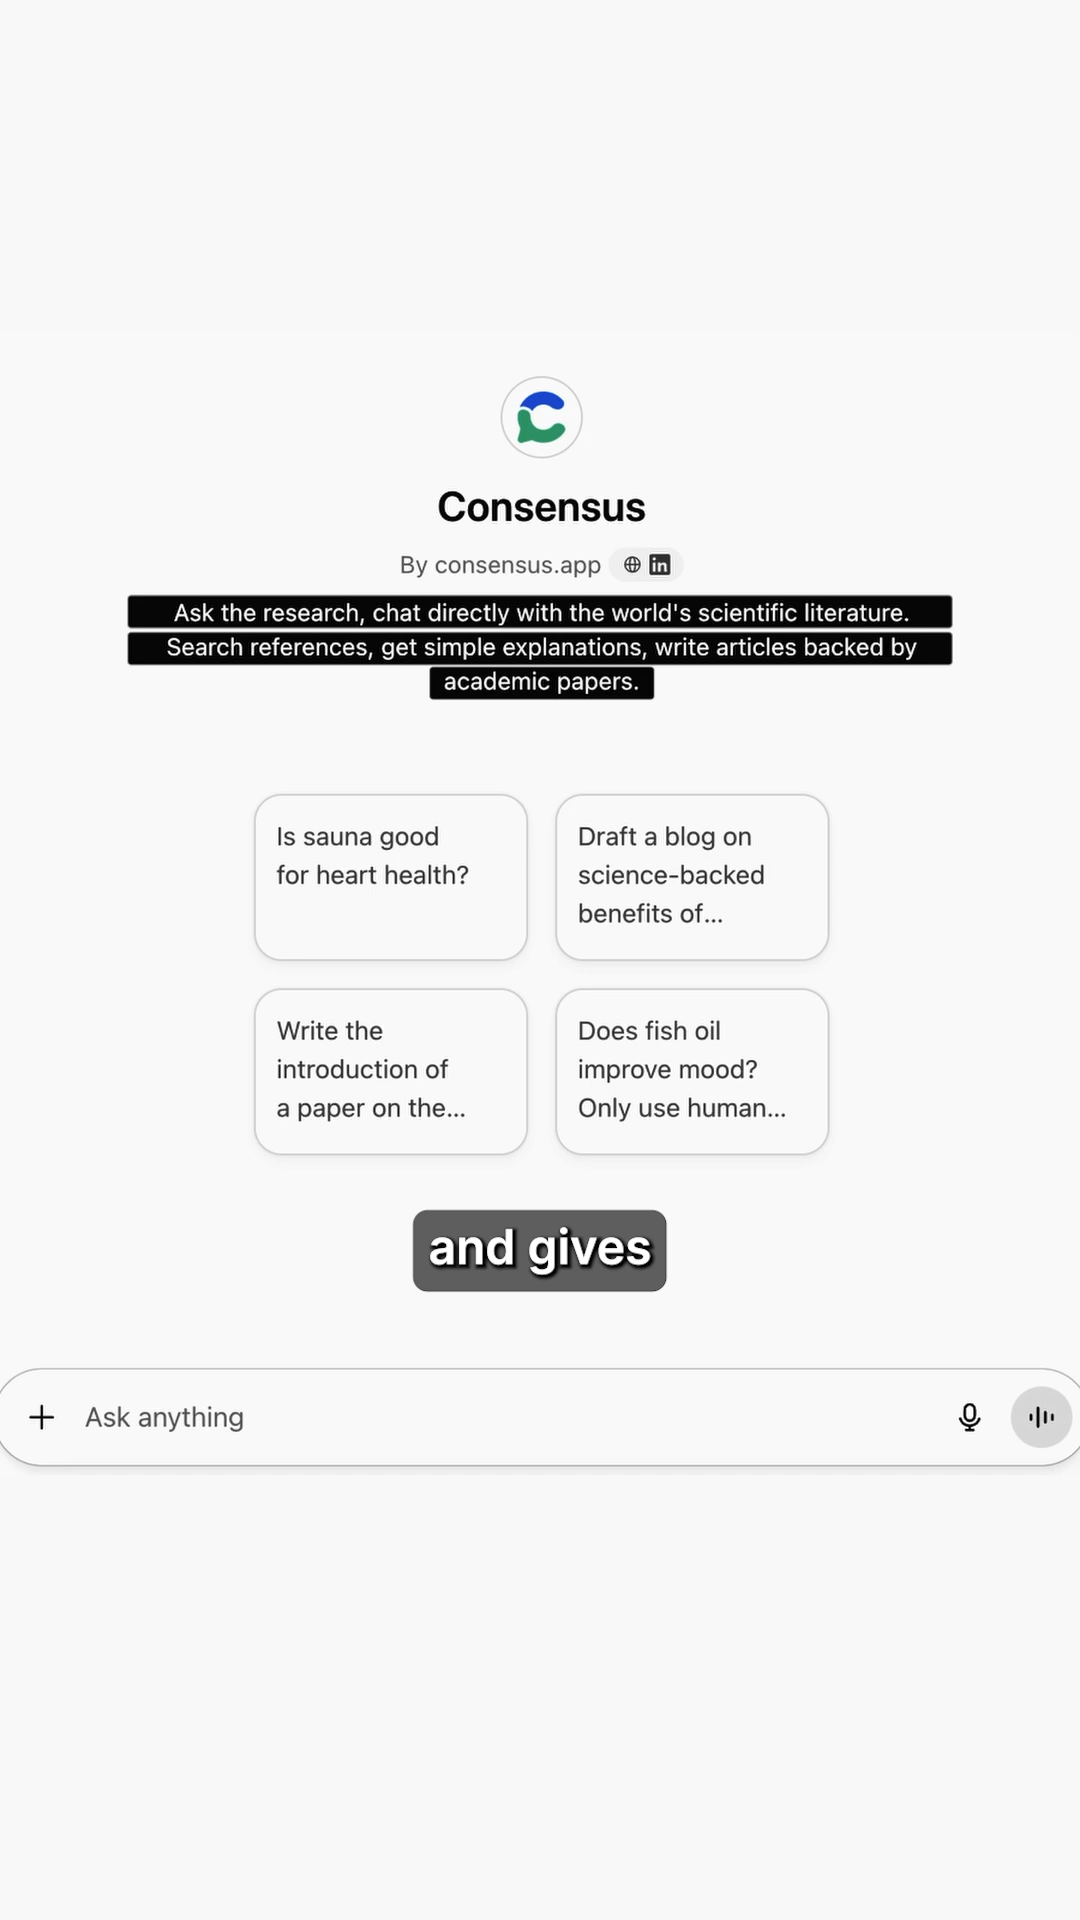 Consensus
By consensus.app in
Ask the research, chat directly with the world's scientific literature.
Search references, get simple explanations, write articles backed by
academic papers.
Is sauna good
for heart health?
Draft a blog on
science-backed
benefits of...
Write the
introduction of
a paper on the...
Does fish oil
improve mood?
Only use human...
and gives
Ask anything